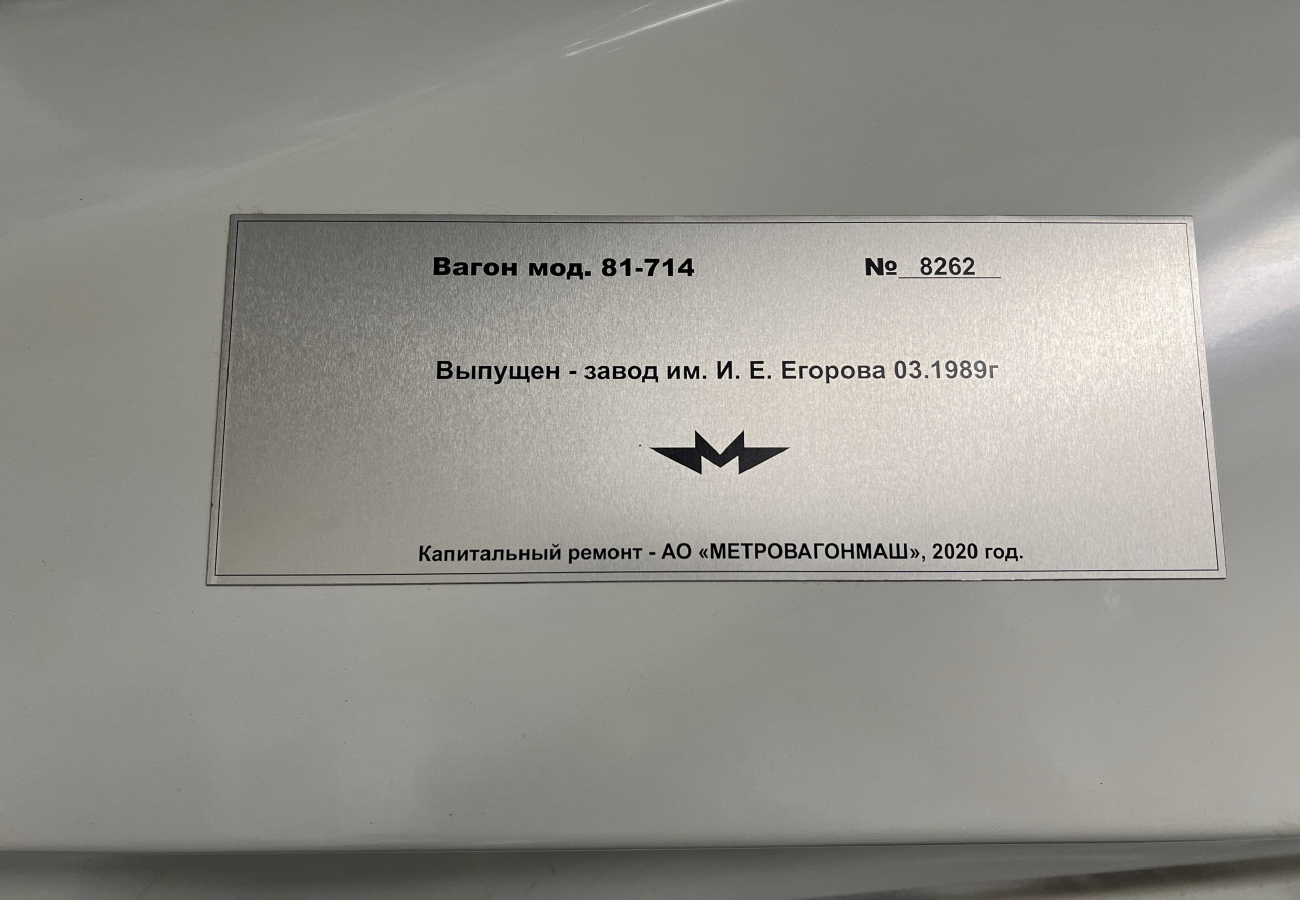 Вагон мод. 81-714 № 8262
Выпущен - завод им. И. Е. Егорова 03.1989г
Капитальный ремонт - АО «МЕТРОВАГОНМАШ», 2020 год.